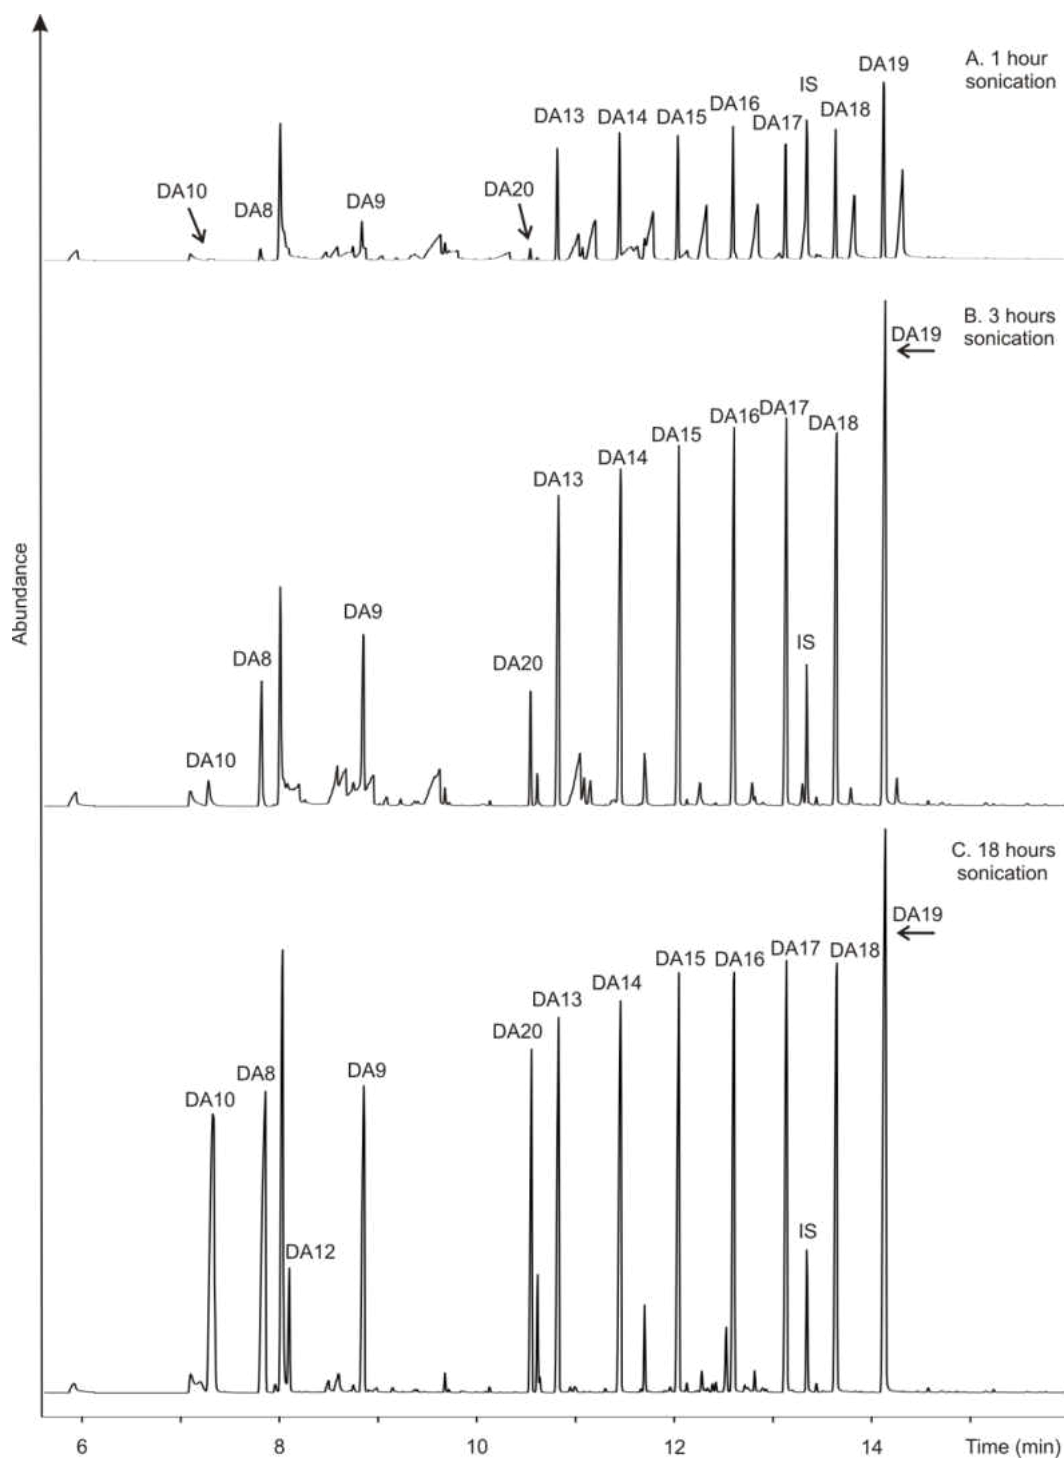 A. 1 hour
sonication
DA19
IS
DA16
DA18
DA13
DA14
DA15
DA17
DA10
DA20
DA9
DA8
B. 3 hours
sonication
DA19
DA17
DA16
DA18
DA15
DA14
DA13
DA9
IS
DA8
DA20
DA10
Abundance
C. 18 hours
sonication
DA19
DA17
DA18
DA15
DA16
DA14
DA13
DA20
DA9
DA8
DA10
IS
DA12
6
8
10
12
14
Time (min)